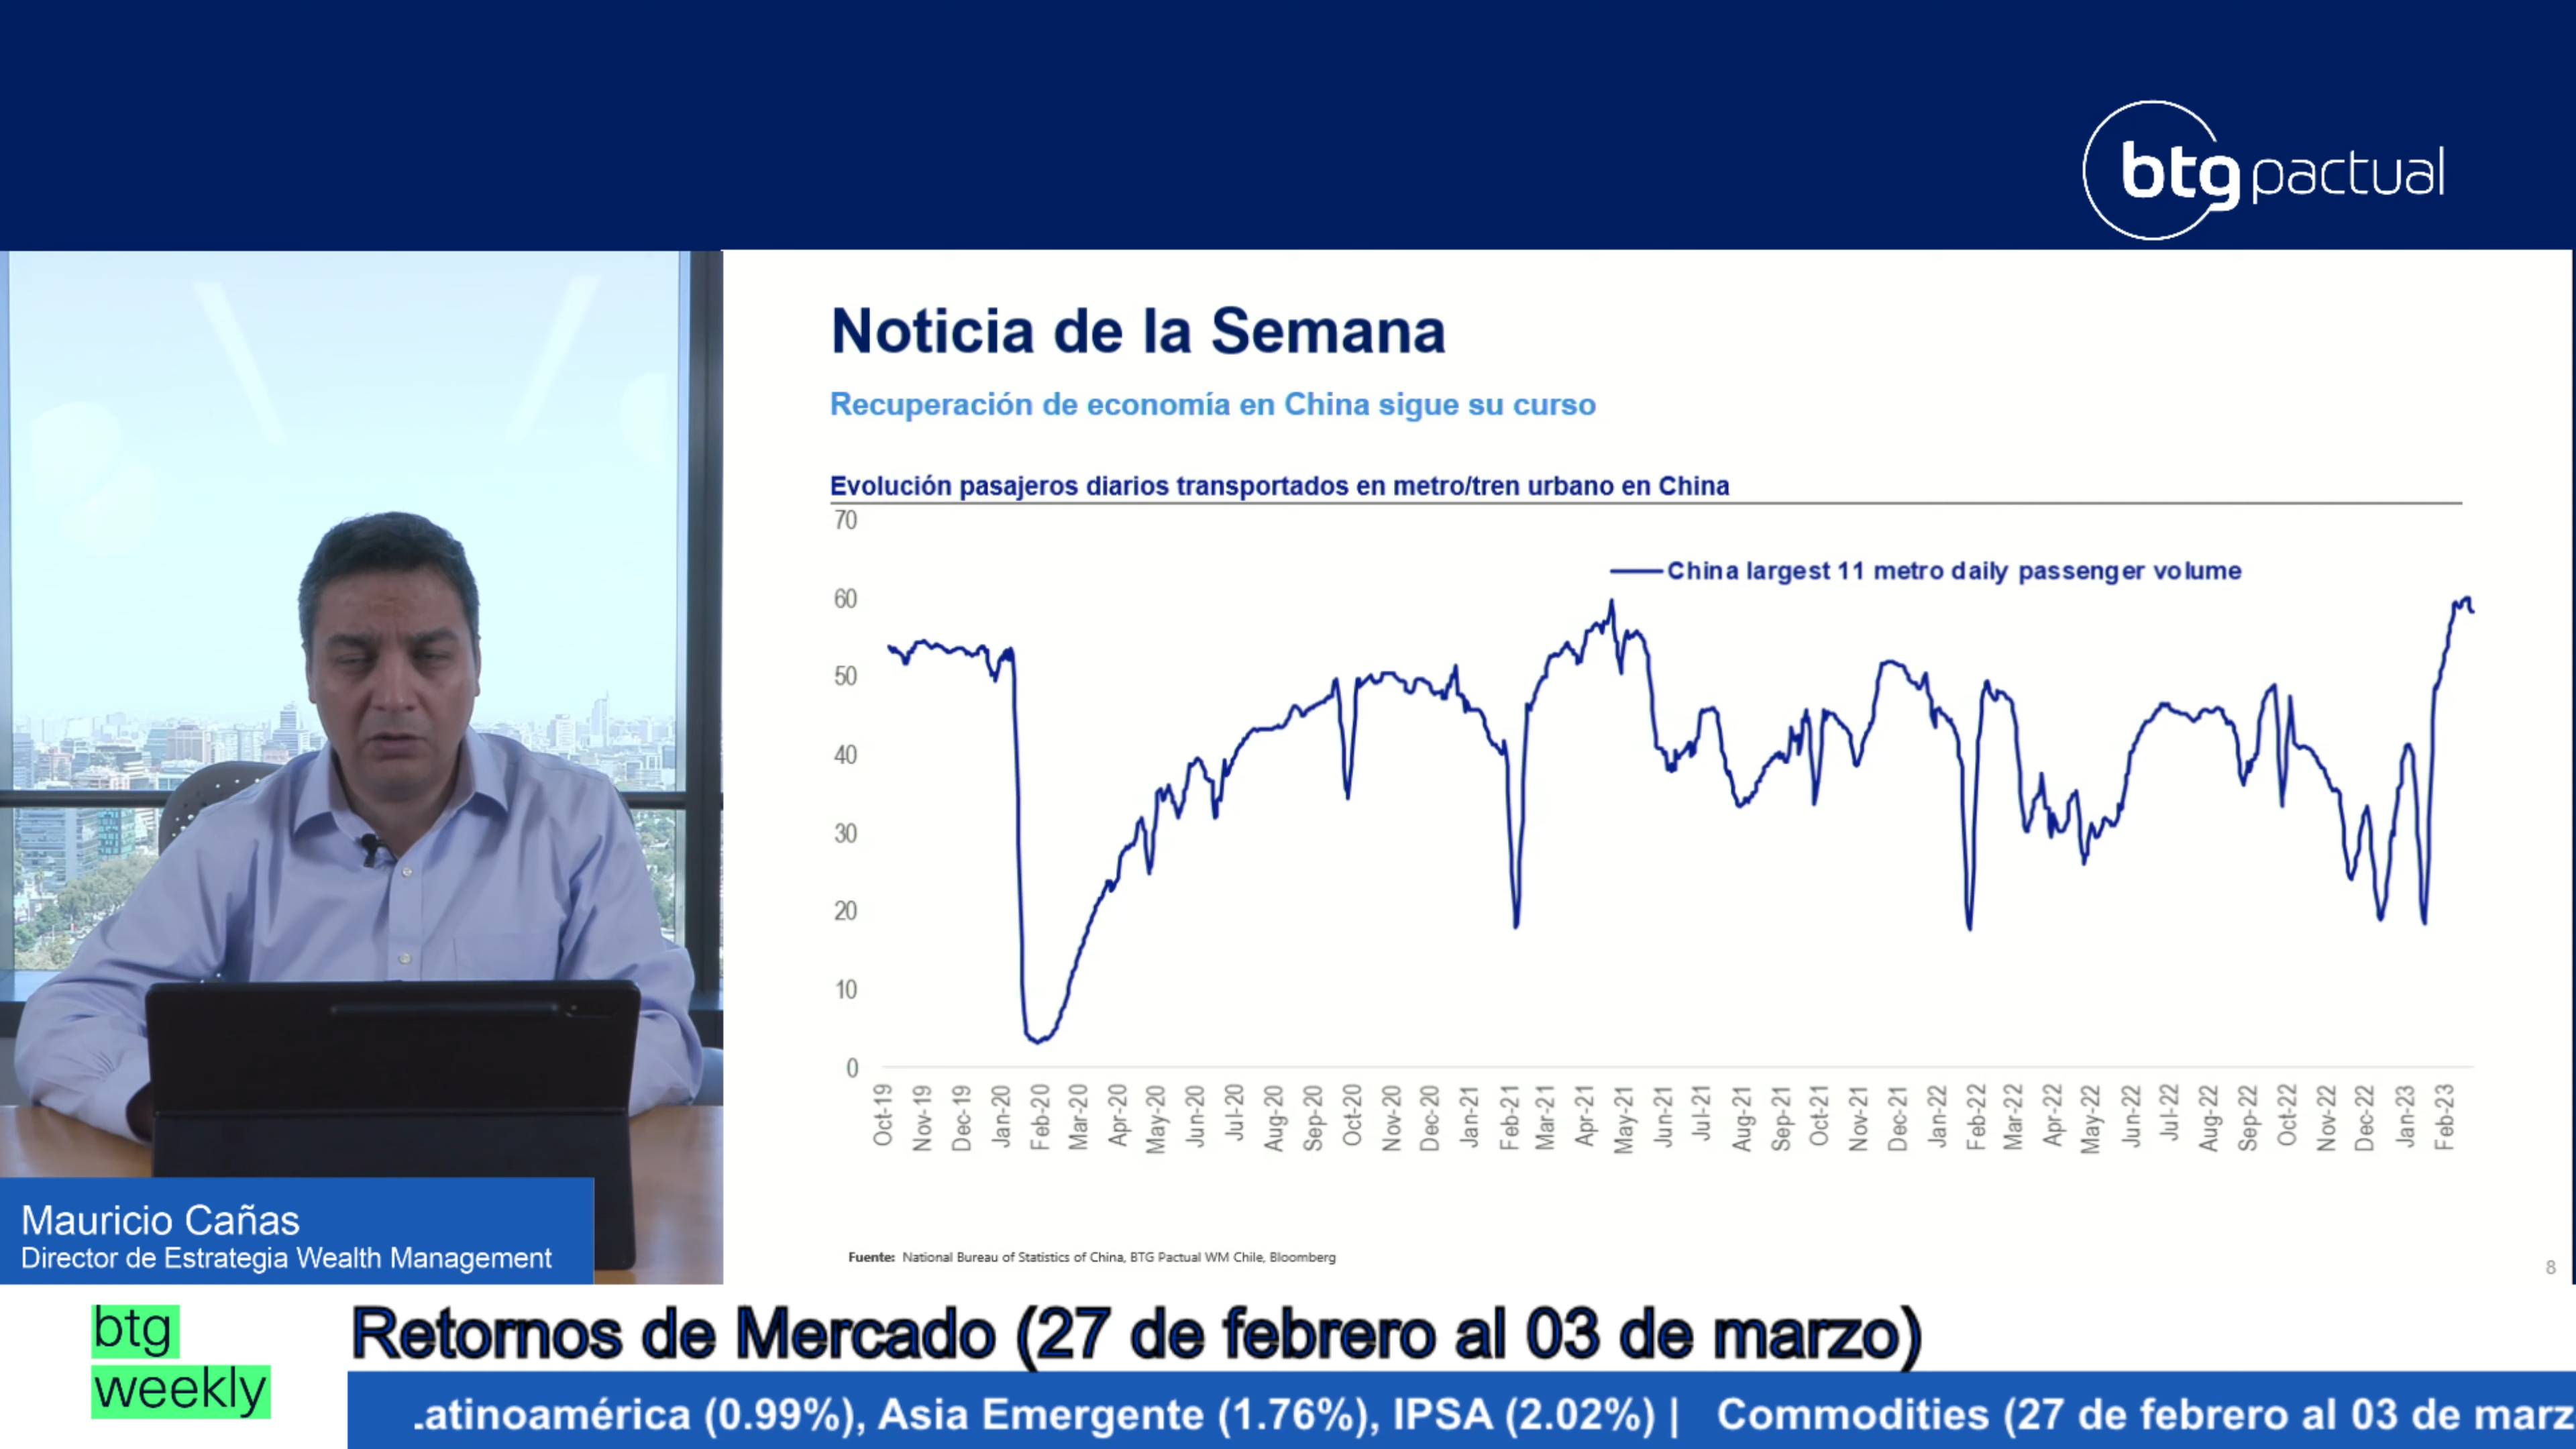 btgpactual
Noticia de la Semana
Recuperación de economía en China sigue su curso
Evolución pasajeros diarios transportados en metro/tren urbano en China
70
China largest 11 metro daily passenger volume
60
50
40
30
20
10
0
Oct-19 Nov-19 Dec-19 Jan-20 Feb-20 Mar-20 Apr-20 May-20 Jun-20 Jul-20 Aug-20 Sep-20 Oct-20 Nov-20 Dec-20 Jan-21 Feb-21 Mar-21 Apr-21 May-21 Jun-21 Jul-21 Aug-21 Sep-21 Oct-21 Nov-21 Dec-21 Jan-22 Feb-22 Mar-22 Apr-22 May-22 Jun-22 Jul-22 Aug-22 Sep-22 Oct-22 Nov-22 Dec-22 Jan-23 Feb-23
Fuente: National Bureau of Statistics of China, BTG Pactual WM Chile, Bloomberg
8
Mauricio Cañas
Director de Estrategia Wealth Management
btg
weekly
Retornos de Mercado (27 de febrero al 03 de marzo)
atinoamérica (0.99%), Asia Emergente (1.76%), IPSA (2.02%) | Commodities (27 de febrero al 03 de marz